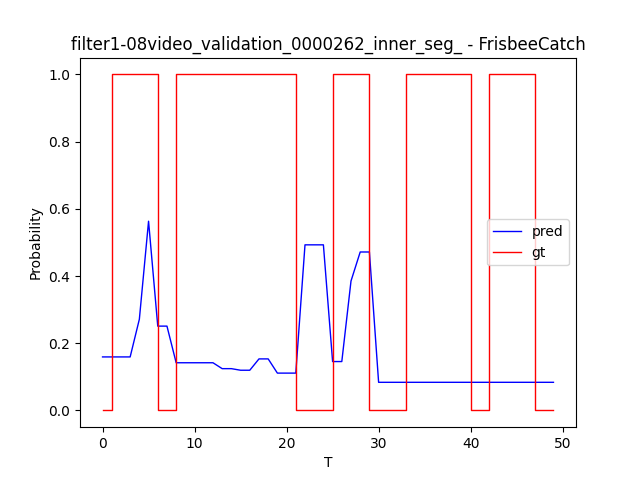 filter1-08video_validation_0000262_inner_seg_ - FrisbeeCatch
1.0
0.8
0.6
0.4
0.2
0.0
Probability
pred
gt
0 10 20 30 40 50
T